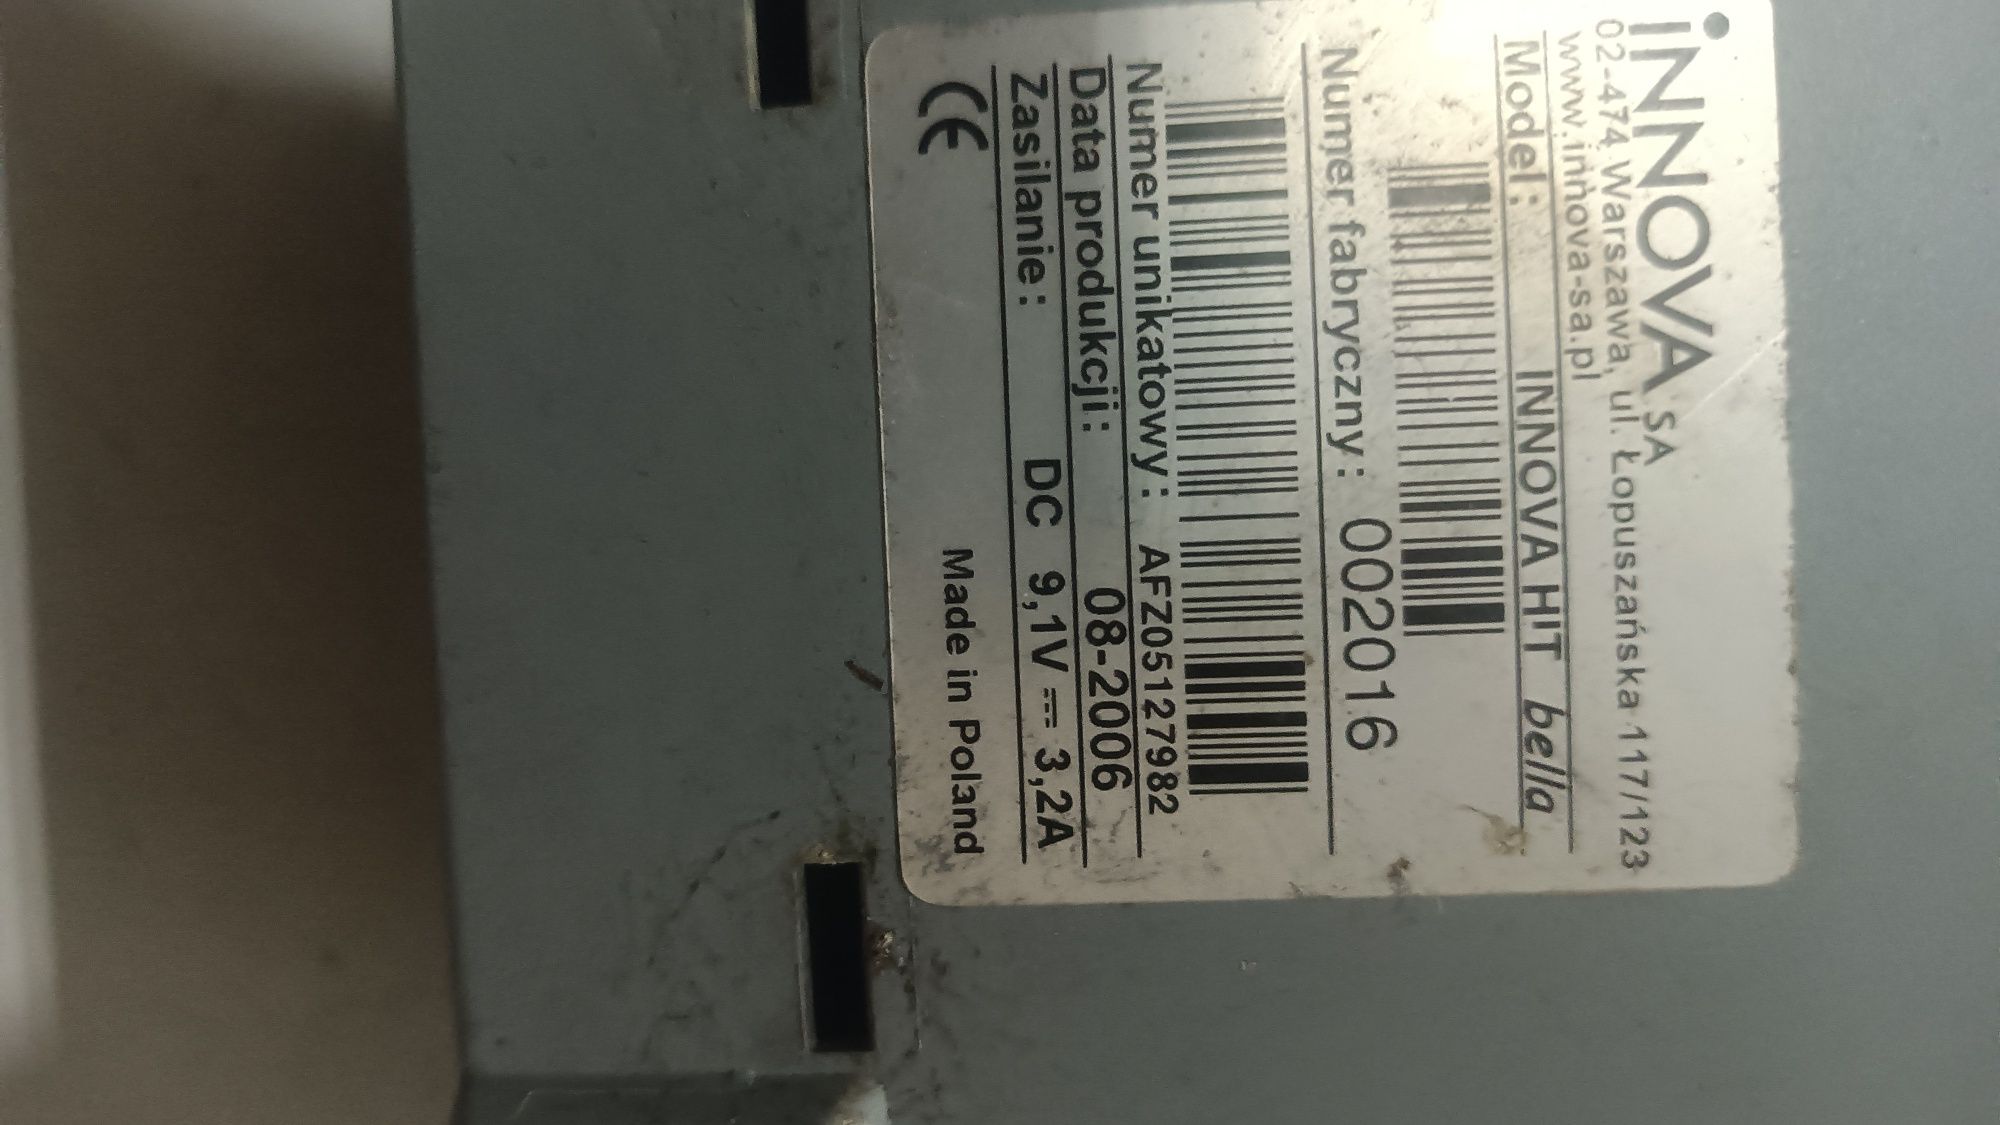 iNNOVA SA
02-474 Warszawa, ul. Łopuszańska 117/123
www.innova-sa.pl
Model: INNOVA HIT bella
Numer fabryczny: 002016
Numer unikatowy: AFZ05127982
Data produkcji: 08-2006
Zasilanie: DC 9,1V ⎓ 3,2A
CE Made in Poland